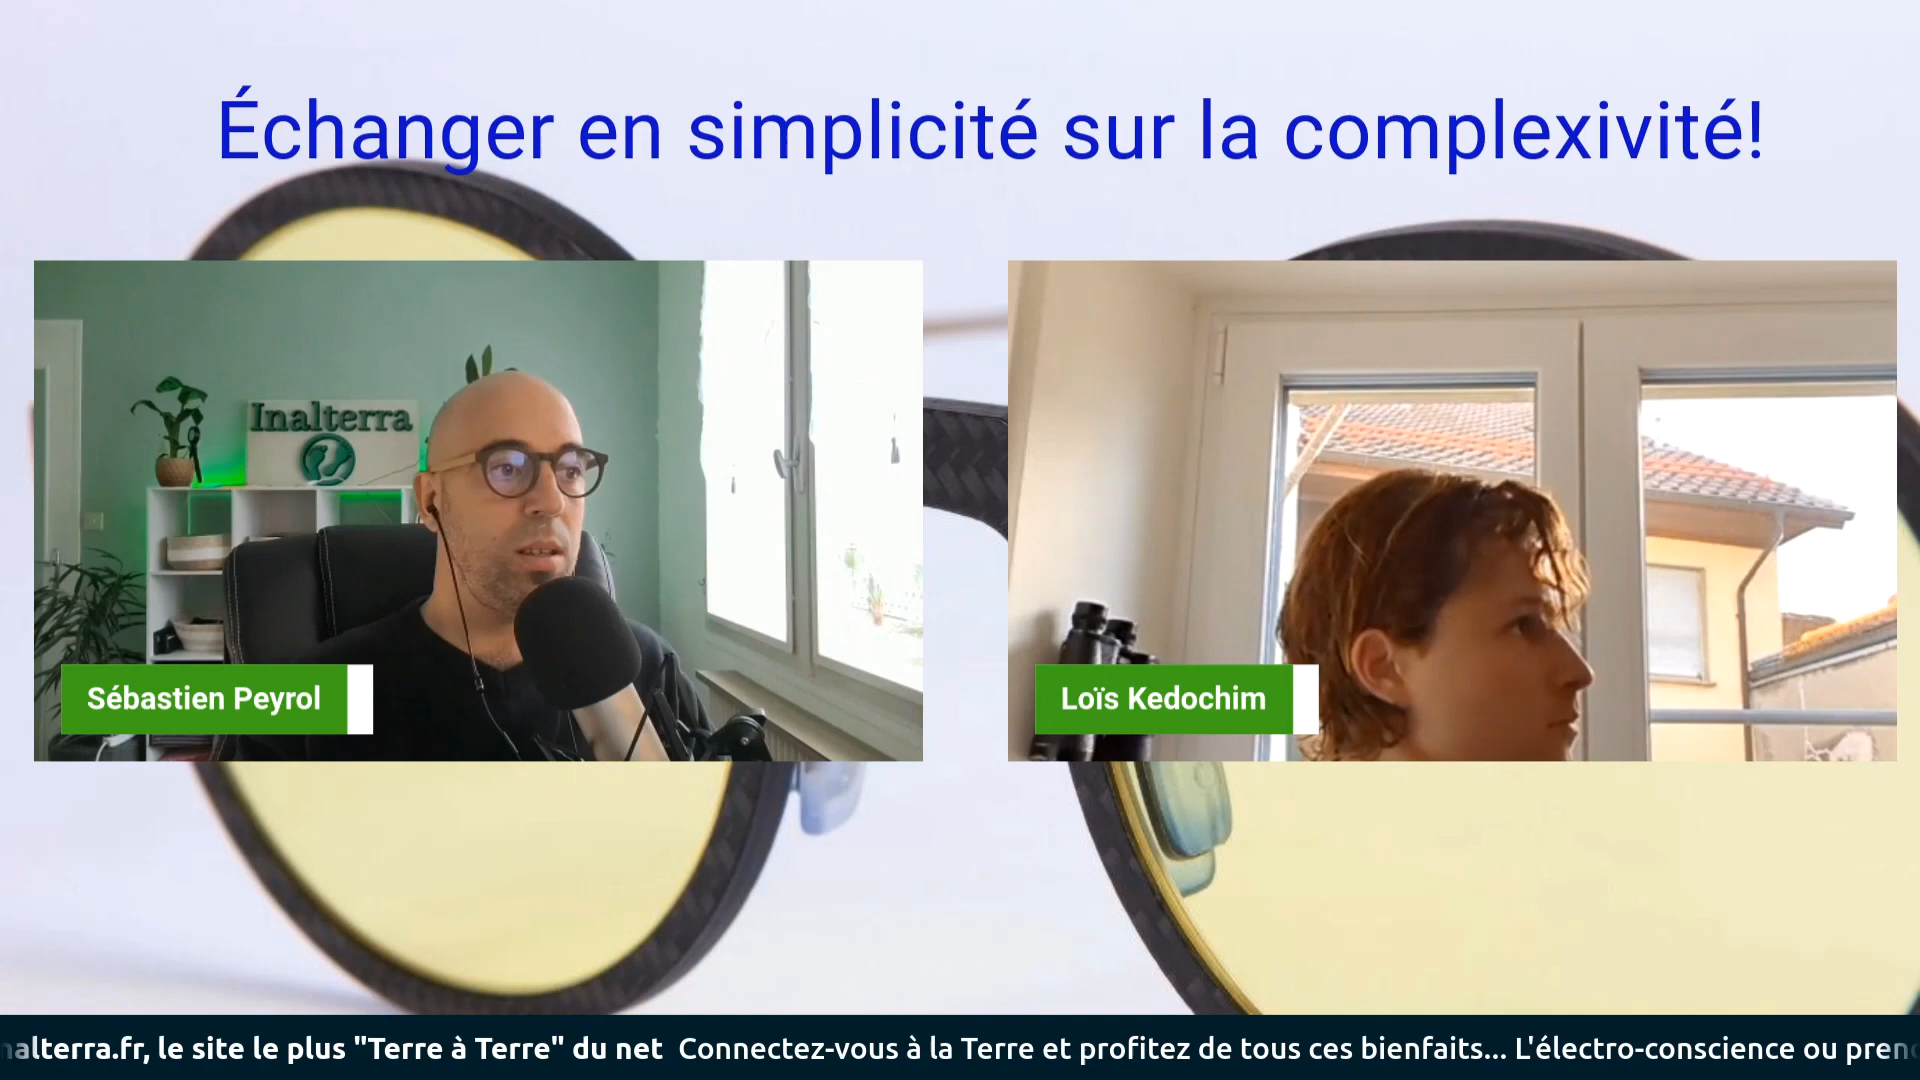 Échanger en simplicité sur la complexivité!
Inalterra
Sébastien Peyrol
Loïs Kedochim
nalterra.fr, le site le plus "Terre à Terre" du net Connectez-vous à la Terre et profitez de tous ces bienfaits... L'électro-conscience ou pren